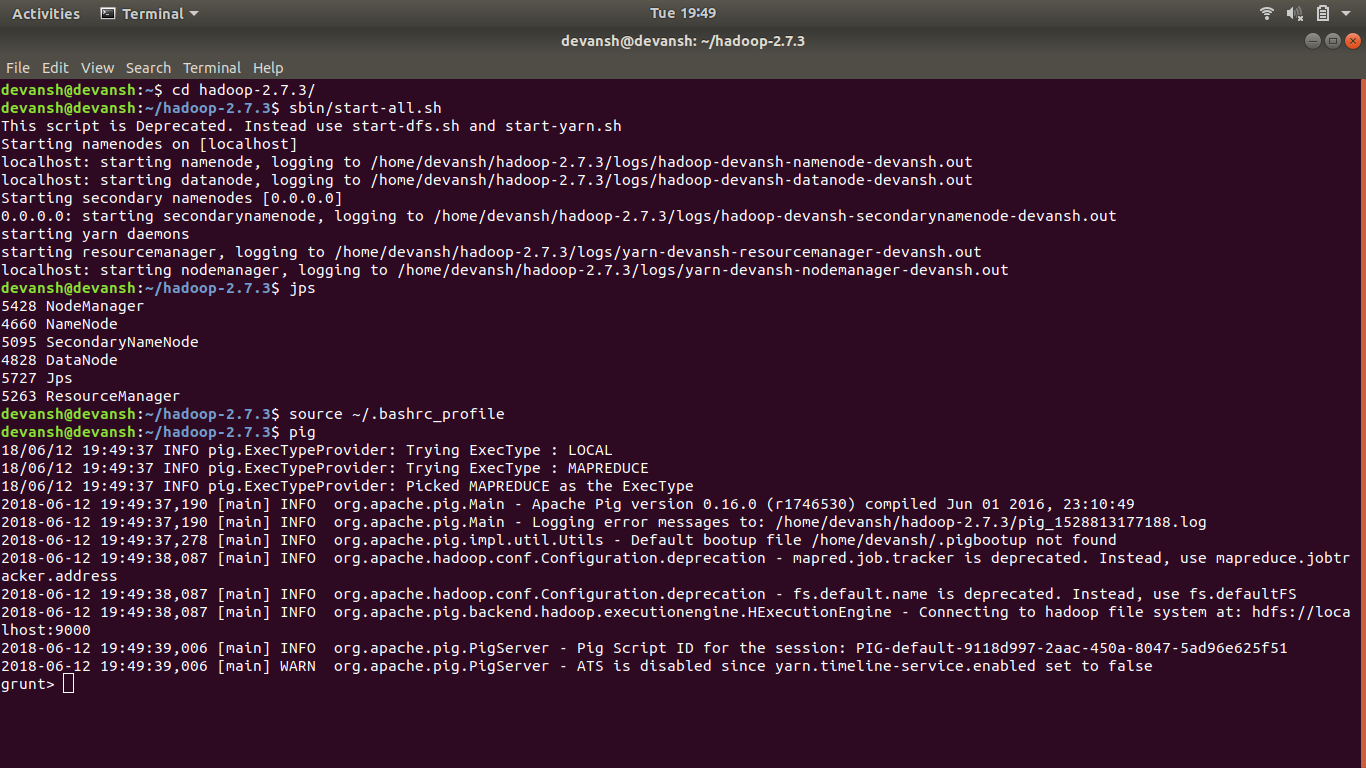 Activities Terminal Tue 19:49
devansh@devansh: ~/hadoop-2.7.3
File Edit View Search Terminal Help
devansh@devansh:~$ cd hadoop-2.7.3/
devansh@devansh:~/hadoop-2.7.3$ sbin/start-all.sh
This script is Deprecated. Instead use start-dfs.sh and start-yarn.sh
Starting namenodes on [localhost]
localhost: starting namenode, logging to /home/devansh/hadoop-2.7.3/logs/hadoop-devansh-namenode-devansh.out
localhost: starting datanode, logging to /home/devansh/hadoop-2.7.3/logs/hadoop-devansh-datanode-devansh.out
Starting secondary namenodes [0.0.0.0]
0.0.0.0: starting secondarynamenode, logging to /home/devansh/hadoop-2.7.3/logs/hadoop-devansh-secondarynamenode-devansh.out
starting yarn daemons
starting resourcemanager, logging to /home/devansh/hadoop-2.7.3/logs/yarn-devansh-resourcemanager-devansh.out
localhost: starting nodemanager, logging to /home/devansh/hadoop-2.7.3/logs/yarn-devansh-nodemanager-devansh.out
devansh@devansh:~/hadoop-2.7.3$ jps
5428 NodeManager
4660 NameNode
5095 SecondaryNameNode
4828 DataNode
5727 Jps
5263 ResourceManager
devansh@devansh:~/hadoop-2.7.3$ source ~/.bashrc_profile
devansh@devansh:~/hadoop-2.7.3$ pig
18/06/12 19:49:37 INFO pig.ExecTypeProvider: Trying ExecType : LOCAL
18/06/12 19:49:37 INFO pig.ExecTypeProvider: Trying ExecType : MAPREDUCE
18/06/12 19:49:37 INFO pig.ExecTypeProvider: Picked MAPREDUCE as the ExecType
2018-06-12 19:49:37,190 [main] INFO  org.apache.pig.Main - Apache Pig version 0.16.0 (r1746530) compiled Jun 01 2016, 23:10:49
2018-06-12 19:49:37,190 [main] INFO  org.apache.pig.Main - Logging error messages to: /home/devansh/hadoop-2.7.3/pig_1528813177188.log
2018-06-12 19:49:37,278 [main] INFO  org.apache.pig.impl.util.Utils - Default bootup file /home/devansh/.pigbootup not found
2018-06-12 19:49:38,087 [main] INFO  org.apache.hadoop.conf.Configuration.deprecation - mapred.job.tracker is deprecated. Instead, use mapreduce.jobtr
acker.address
2018-06-12 19:49:38,087 [main] INFO  org.apache.hadoop.conf.Configuration.deprecation - fs.default.name is deprecated. Instead, use fs.defaultFS
2018-06-12 19:49:38,087 [main] INFO  org.apache.pig.backend.hadoop.executionengine.HExecutionEngine - Connecting to hadoop file system at: hdfs://loca
lhost:9000
2018-06-12 19:49:39,006 [main] INFO  org.apache.pig.PigServer - Pig Script ID for the session: PIG-default-9118d997-2aac-450a-8047-5ad96e625f51
2018-06-12 19:49:39,006 [main] WARN  org.apache.pig.PigServer - ATS is disabled since yarn.timeline-service.enabled set to false
grunt>